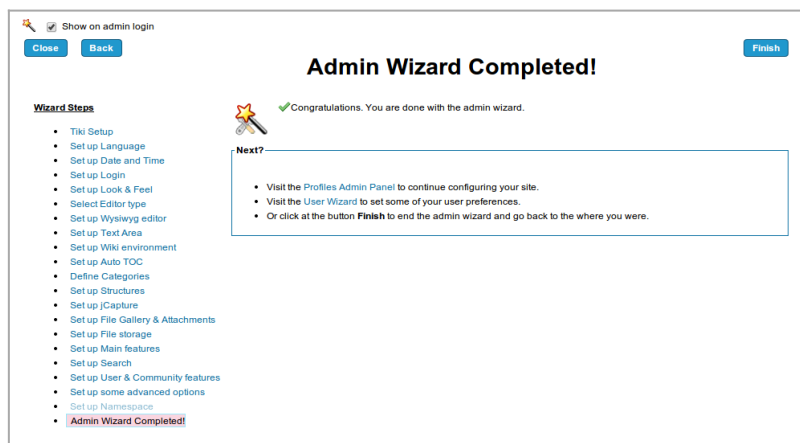 Show on admin login
Close
Back
Finish
Admin Wizard Completed!
Wizard Steps
Tiki Setup
Set up Language
Set up Date and Time
Set up Login
Set up Look & Feel
Select Editor type
Set up Wysiwyg editor
Set up Text Area
Set up Wiki environment
Set up Auto TOC
Define Categories
Set up Structures
Set up jCapture
Set up File Gallery & Attachments
Set up File storage
Set up Main features
Set up Search
Set up User & Community features
Set up some advanced options
Set up Namespace
Admin Wizard Completed!
Congratulations. You are done with the admin wizard.
Next?
Visit the Profiles Admin Panel to continue configuring your site.
Visit the User Wizard to set some of your user preferences.
Or click at the button Finish to end the admin wizard and go back to the where you were.